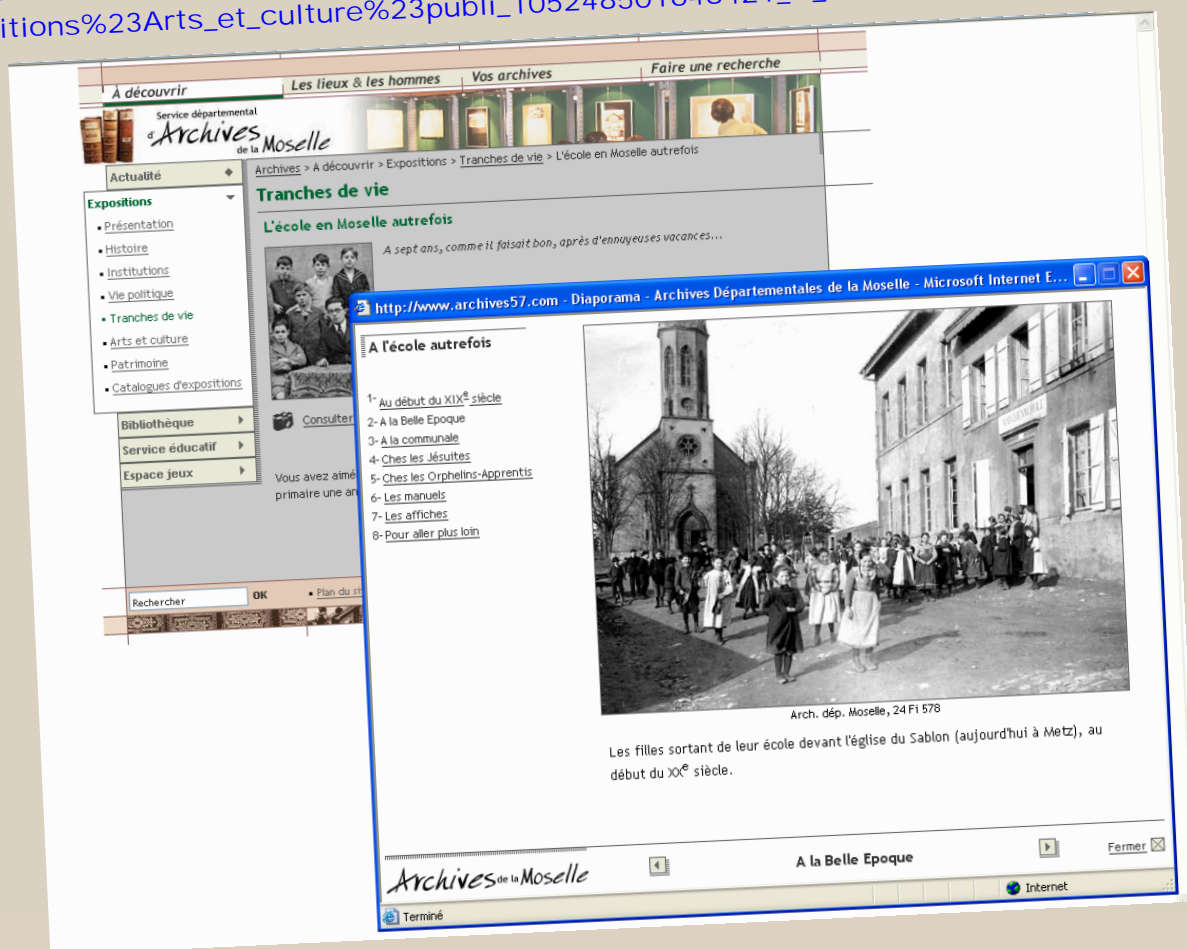 itions%23Arts_et_culture%23publi_
À découvrir
Les lieux & les hommes
Vos archives
Faire une recherche
Service départemental
d'Archives
de la Moselle
Actualité
Archives > A découvrir > Expositions > Tranches de vie > L'école en Moselle autrefois
Tranches de vie
Expositions
Présentation
Histoire
Institutions
Vie politique
Tranches de vie
Arts et culture
Patrimoine
Catalogues d'expositions
Bibliothèque
Service éducatif
Espace jeux
L'école en Moselle autrefois
A sept ans, comme il faisait bon, après d'ennuyeuses vacances...
Consulter
Vous avez aimé
primaire une an
Rechercher
OK
Plan du si
http://www.archives57.com - Diaporama - Archives Départementales de la Moselle - Microsoft Internet E...
A l'école autrefois
1- Au début du XIXe siècle
2- A la Belle Epoque
3- A la communale
4- Ches les Jésuites
5- Ches les Orphelins-Apprentis
6- Les manuels
7- Les affiches
8- Pour aller plus loin
Arch. dép. Moselle, 24 Fi 578
Les filles sortant de leur école devant l'église du Sablon (aujourd'hui à Metz), au
début du XXe siècle.
Archives de la Moselle
A la Belle Epoque
Fermer
Terminé
Internet